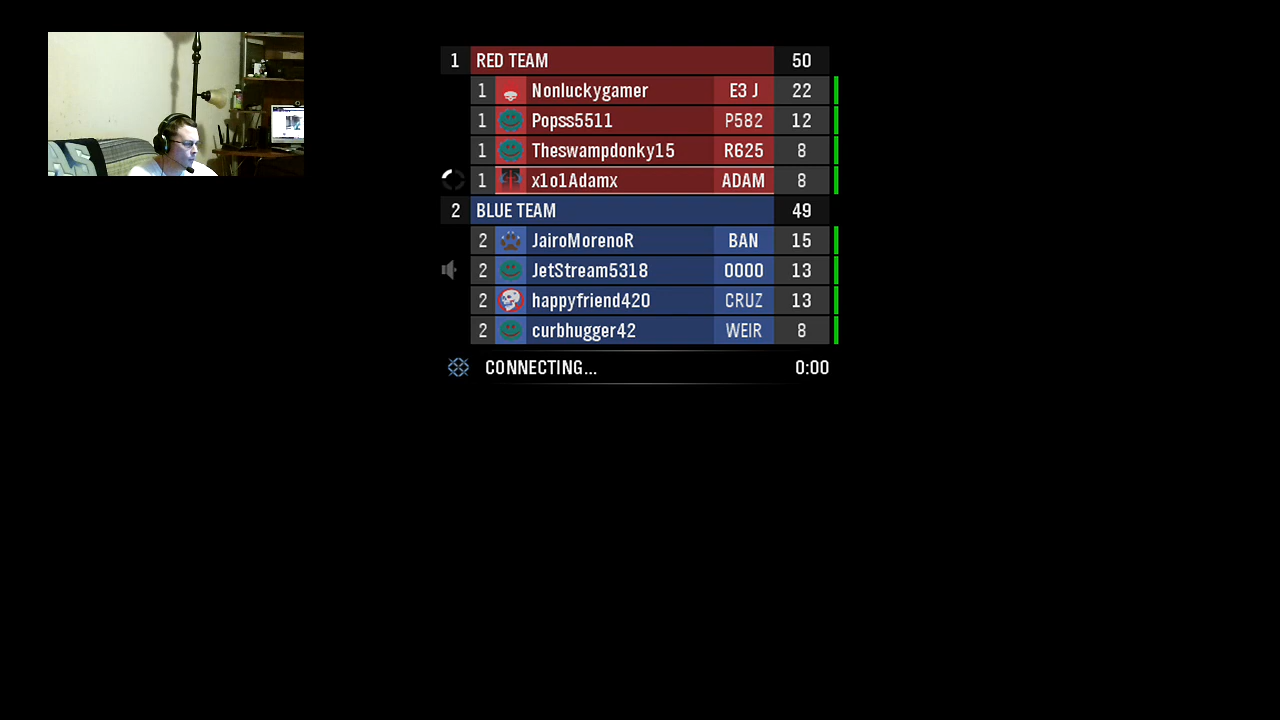 1 RED TEAM 50
1 Nonluckygamer E3 J 22
1 Popss5511 P582 12
1 Theswampdonky15 R625 8
1 x1o1Adamx ADAM 8
2 BLUE TEAM 49
2 JairoMorenoR BAN 15
2 JetStream5318 0000 13
2 happyfriend420 CRUZ 13
2 curbhugger42 WEIR 8
CONNECTING... 0:00